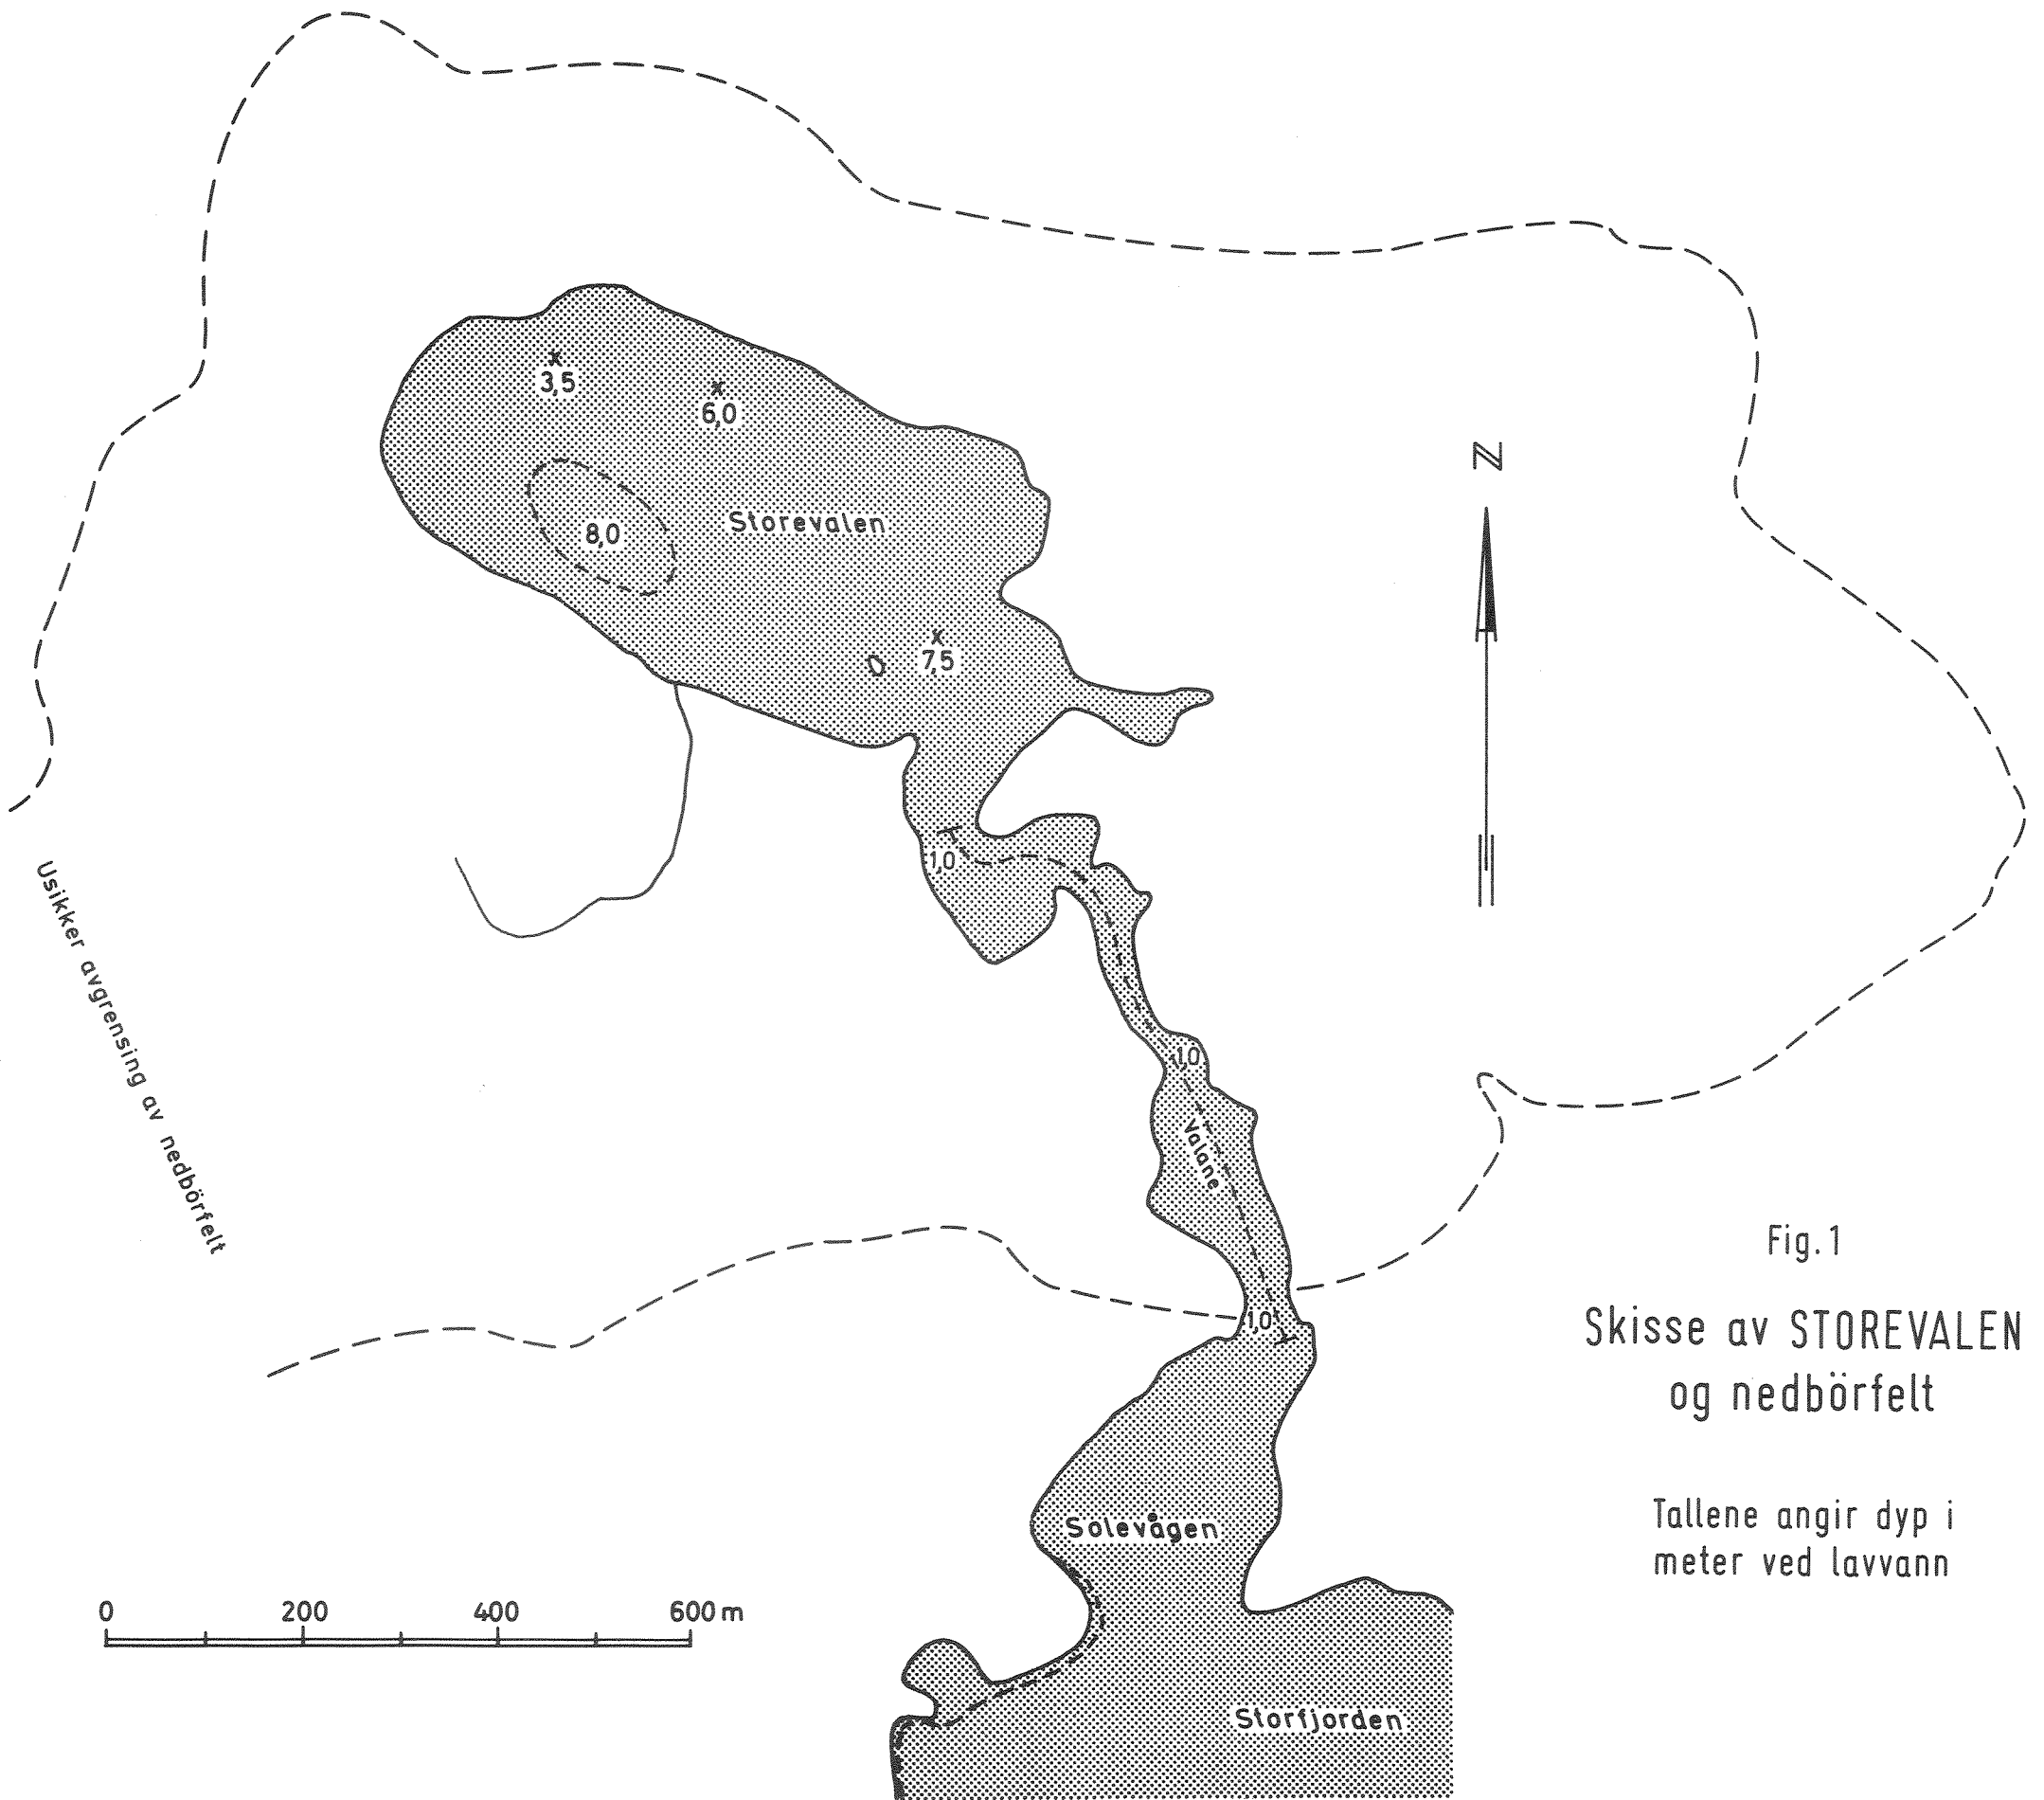 3,5
6,0
N
Storevalen
8,0
7,5
1,0
Usikker avgrensing av nedbörfelt
1,0
Valane
Fig. 1
1,0
Skisse av STOREVALEN
og nedbörfelt
Solevågen
Tallene angir dyp i
meter ved lavvann
0 200 400 600 m
Storfjorden